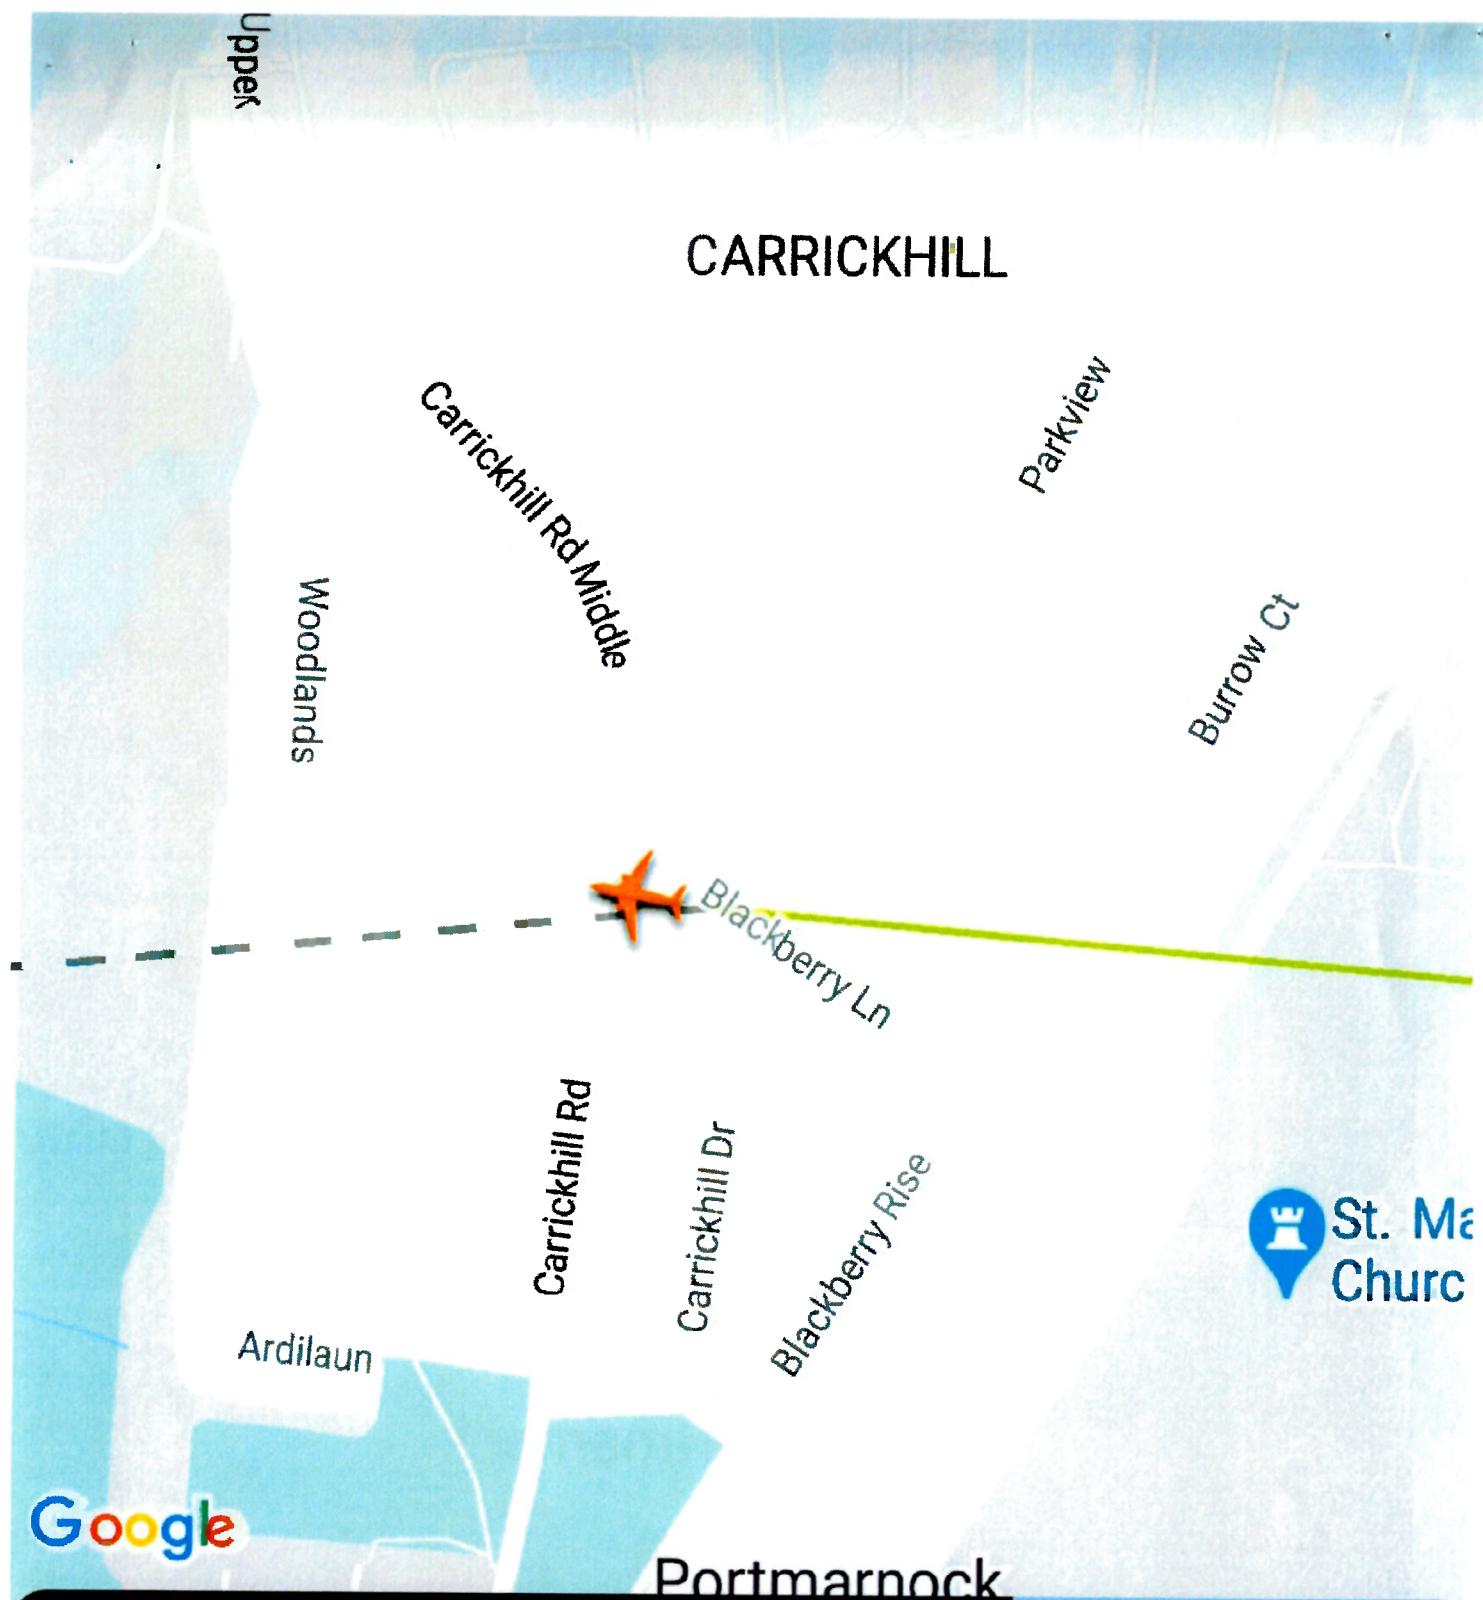 Upper
CARRICKHILL
Parkview
Carrickhill Rd Middle
Woodlands
Burrow Ct
Blackberry Ln
Carrickhill Rd
Carrickhill Dr
Blackberry Rise
St. Ma
Churc
Ardilaun
Google
Portmarnock